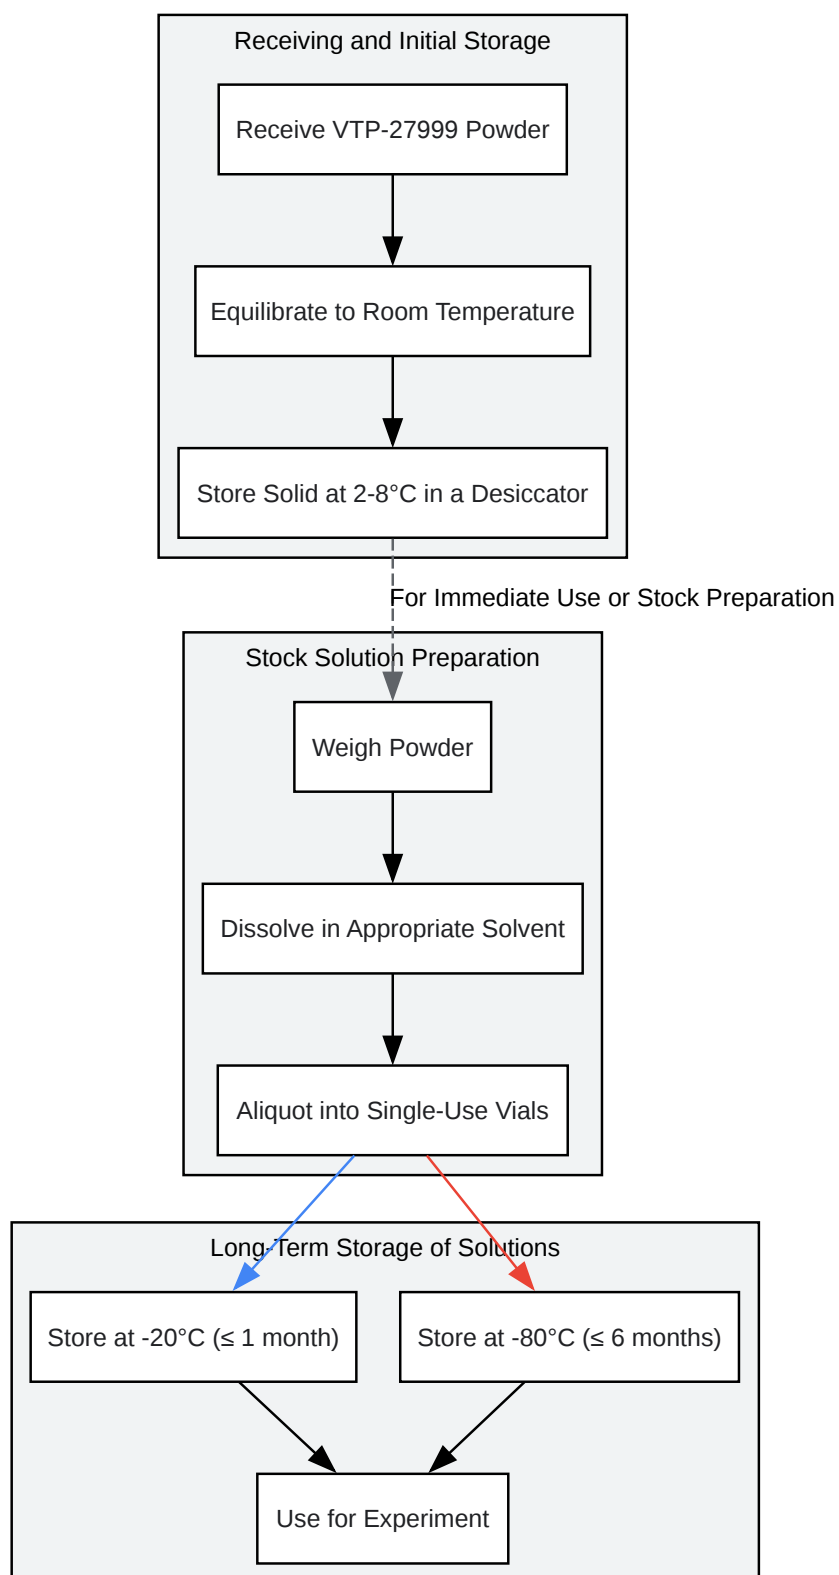 Receiving and Initial Storage
Receive VTP-27999 Powder
Equilibrate to Room Temperature
Store Solid at 2-8°C in a Desiccator
For Immediate Use or Stock Preparation
Stock Solution Preparation
Weigh Powder
Dissolve in Appropriate Solvent
Aliquot into Single-Use Vials
Long-Term Storage of Solutions
Store at -20°C (≤ 1 month)
Store at -80°C (≤ 6 months)
Use for Experiment